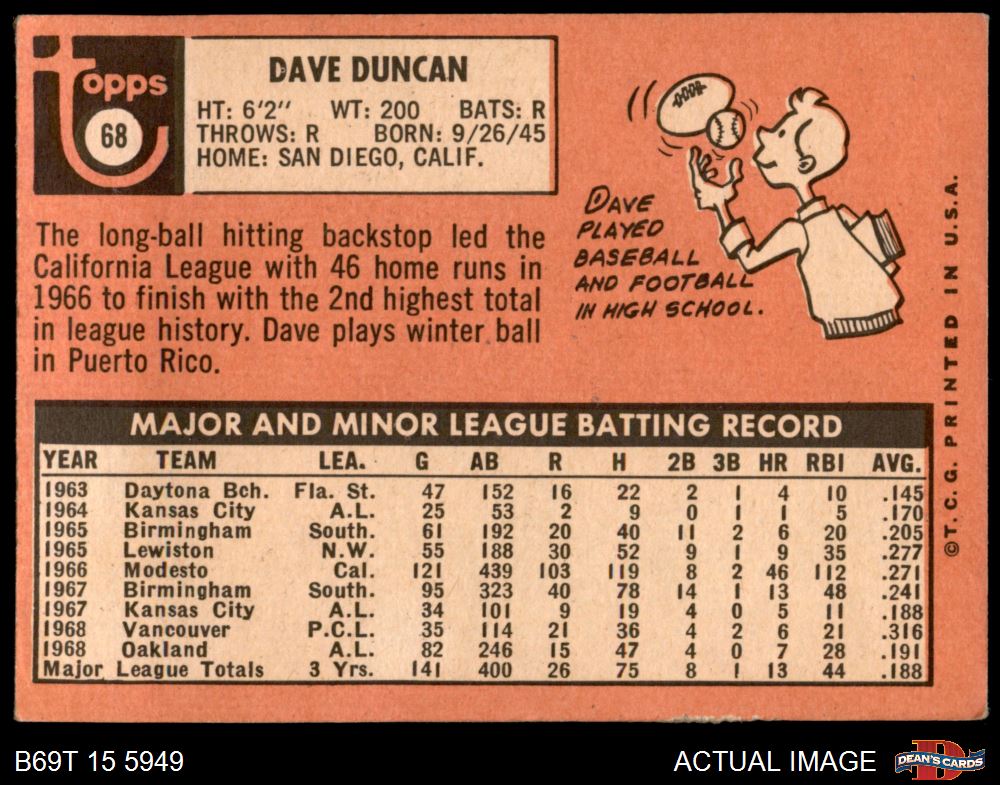 Topps
68
DAVE DUNCAN
HT: 6'2" WT: 200 BATS: R
THROWS: R BORN: 9/26/45
HOME: SAN DIEGO, CALIF.
The long-ball hitting backstop led the
California League with 46 home runs in
1966 to finish with the 2nd highest total
in league history. Dave plays winter ball
in Puerto Rico.
DAVE
PLAYED
BASEBALL
AND FOOTBALL
IN HIGH SCHOOL.
©T. C. G. PRINTED IN U.S.A.
MAJOR AND MINOR LEAGUE BATTING RECORD
YEAR TEAM LEA. G AB R H 2B 3B HR RBI AVG.
1963 Daytona Bch. Fla. St. 47 152 16 22 2 1 4 10 .145
1964 Kansas City A.L. 25 53 2 9 0 1 1 5 .170
1965 Birmingham South. 61 192 20 40 11 2 6 20 .205
1965 Lewiston N.W. 55 188 30 52 9 1 9 35 .277
1966 Modesto Cal. 121 439 103 119 8 2 46 112 .271
1967 Birmingham South. 95 323 40 78 14 1 13 48 .241
1967 Kansas City A.L. 34 101 9 19 4 0 5 11 .188
1968 Vancouver P.C.L. 35 114 21 36 4 2 6 21 .316
1968 Oakland A.L. 82 246 15 47 4 0 7 28 .191
Major League Totals 3 Yrs. 141 400 26 75 8 1 13 44 .188
B69T 15 5949 ACTUAL IMAGE
DEAN'S CARDS